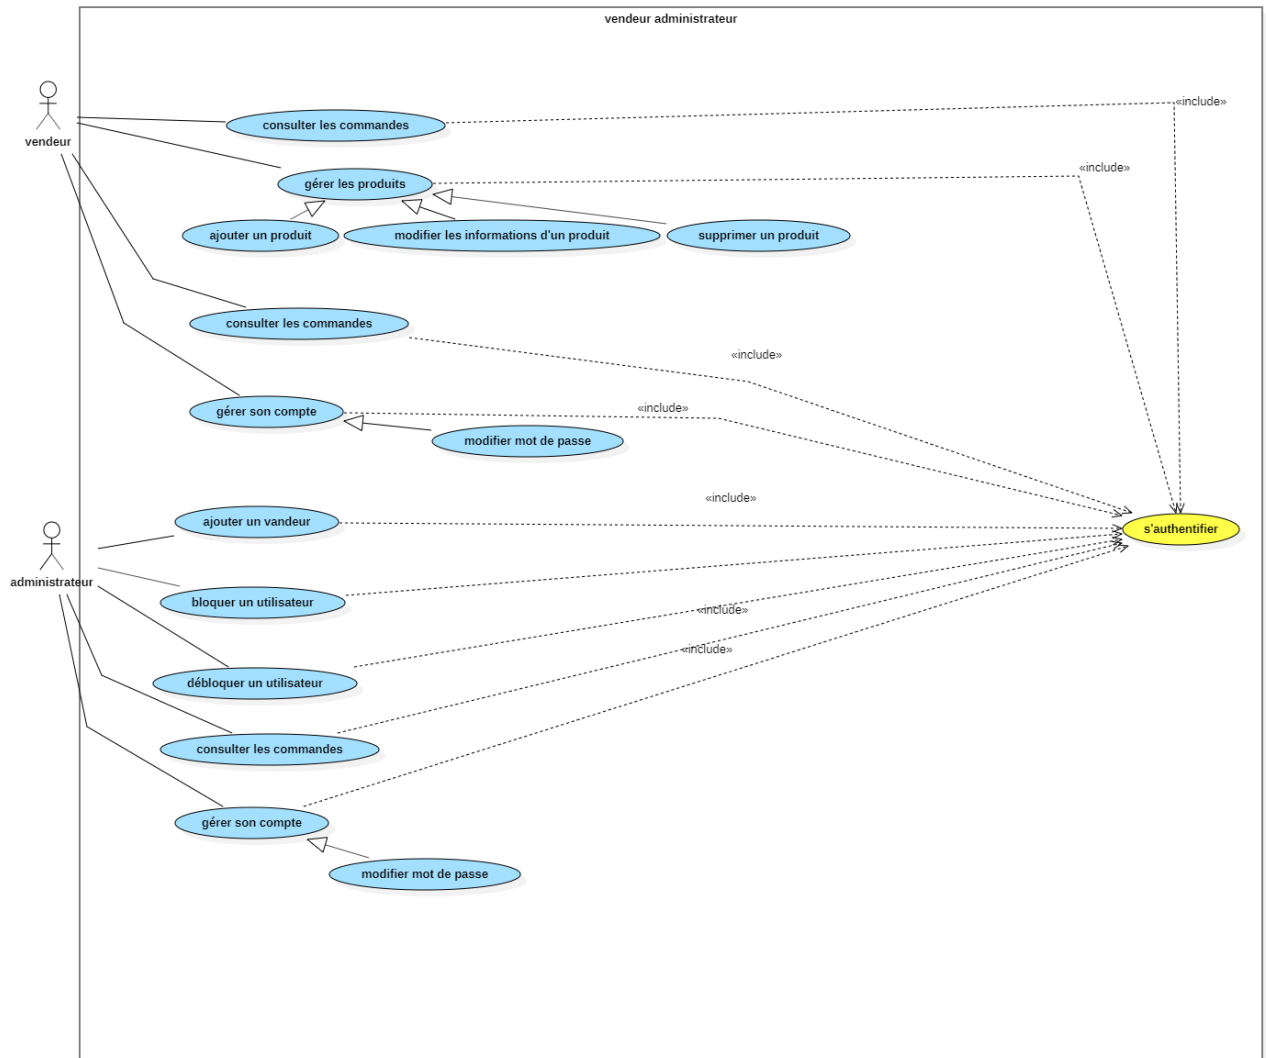 vendeur administrateur
«include»
vendeur
consulter les commandes
«include»
gérer les produits
ajouter un produit
modifier les informations d'un produit
supprimer un produit
consulter les commandes
«include»
gérer son compte
«include»
modifier mot de passe
«include»
ajouter un vandeur
s'authentifier
administrateur
bloquer un utilisateur
«include»
«include»
débloquer un utilisateur
consulter les commandes
gérer son compte
modifier mot de passe